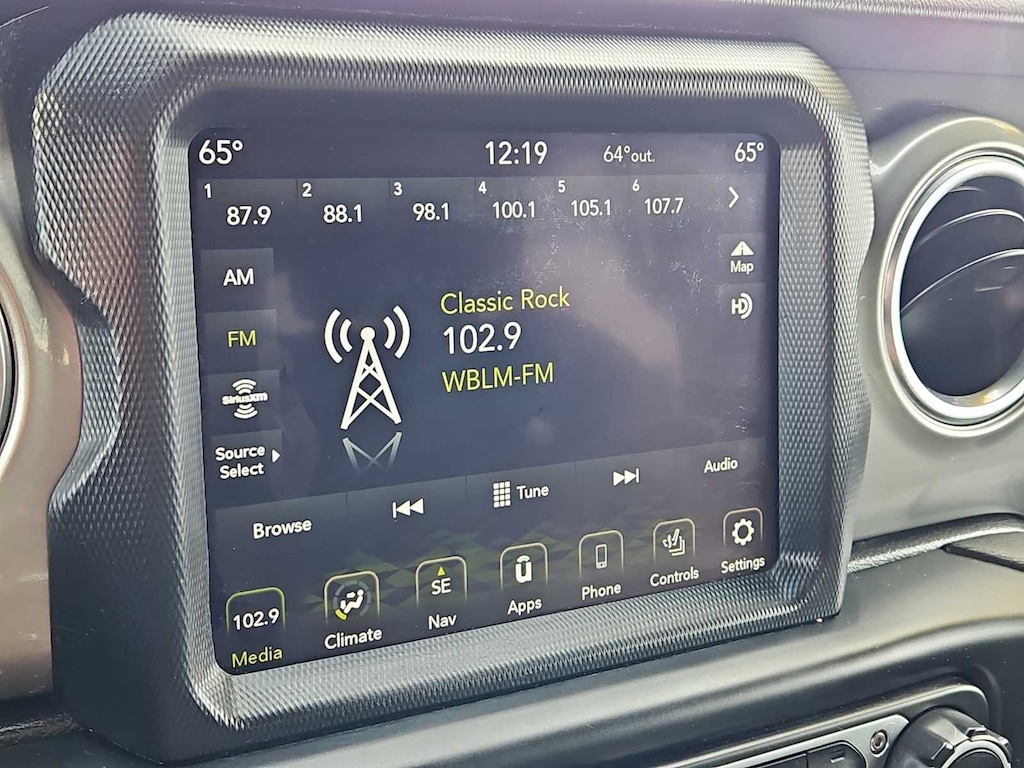 65° 12:19 64°out. 65°
1 2 3 4 5 6
87.9 88.1 98.1 100.1 105.1 107.7
AM
Map
FM
HD
Classic Rock
102.9
WBLM-FM
SiriusXM
Source
Select
Browse Tune Audio
102.9 SE
Media Climate Nav Apps Phone Controls Settings